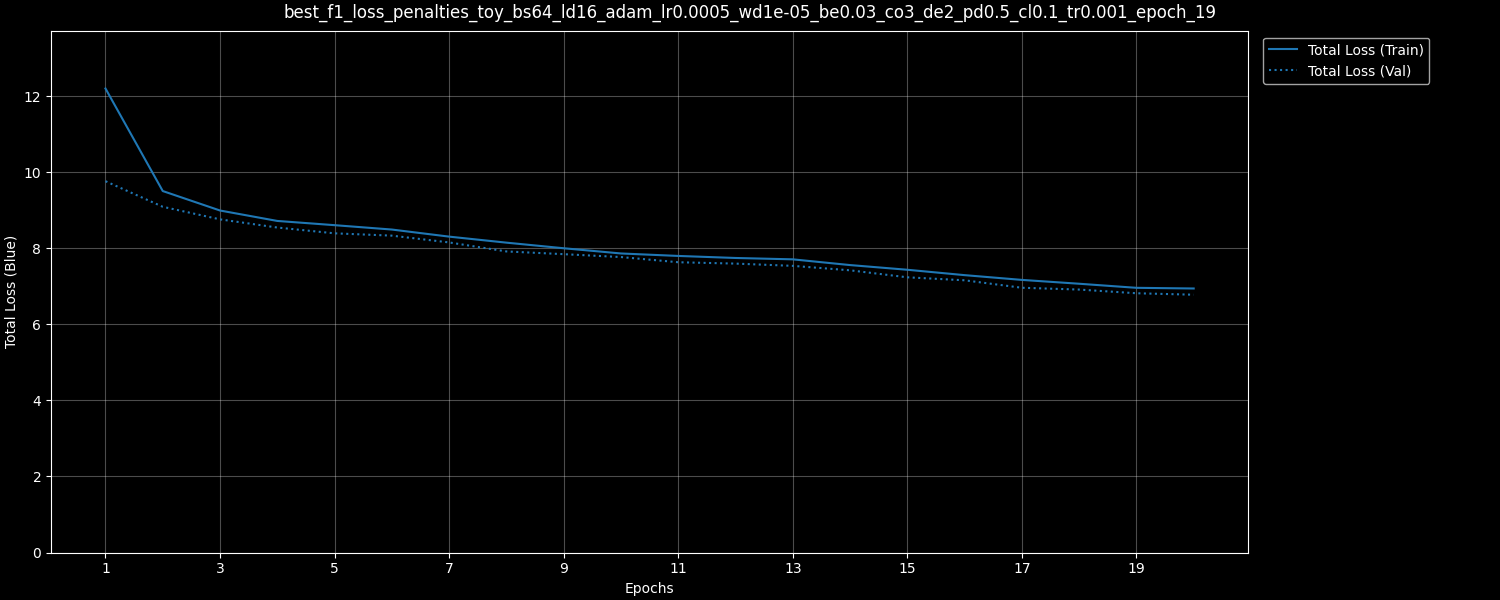 best_f1_loss_penalties_toy_bs64_ld16_adam_lr0.0005_wd1e-05_be0.03_co3_de2_pd0.5_cl0.1_tr0.001_epoch_19
Total Loss (Train)
Total Loss (Val)
Total Loss (Blue)
12
10
8
6
4
2
0
1 3 5 7 9 11 13 15 17 19
Epochs